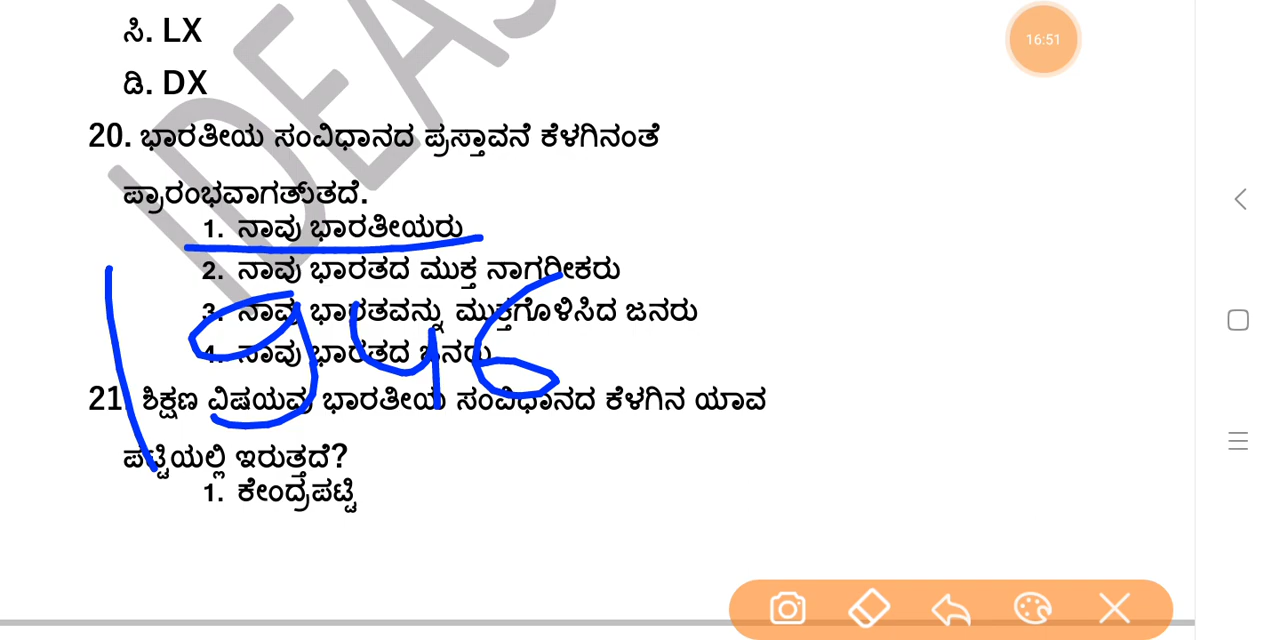 ಸಿ. LX
16:51
ಡಿ. DX
IDEAS
20. ಭಾರತೀಯ ಸಂವಿಧಾನದ ಪ್ರಸ್ತಾವನೆ ಕೆಳಗಿನಂತೆ
ಪ್ರಾರಂಭವಾಗತ್ುತದೆ.
1. ನಾವು ಭಾರತೀಯರು
2. ನಾವು ಭಾರತದ ಮುಕ್ತ ನಾಗರೀಕರು
3. ನಾವು ಭಾರತವನ್ನು ಮುಕ್ತಗೊಳಿಸಿದ ಜನರು
4. ನಾವು ಭಾರತದ ಜನರು
1946
21. ಶಿಕ್ಷಣ ವಿಷಯವು ಭಾರತೀಯ ಸಂವಿಧಾನದ ಕೆಳಗಿನ ಯಾವ
ಪಟ್ಟಿಯಲ್ಲಿ ಇರುತ್ತದೆ?
1. ಕೇಂದ್ರಪಟ್ಟಿ